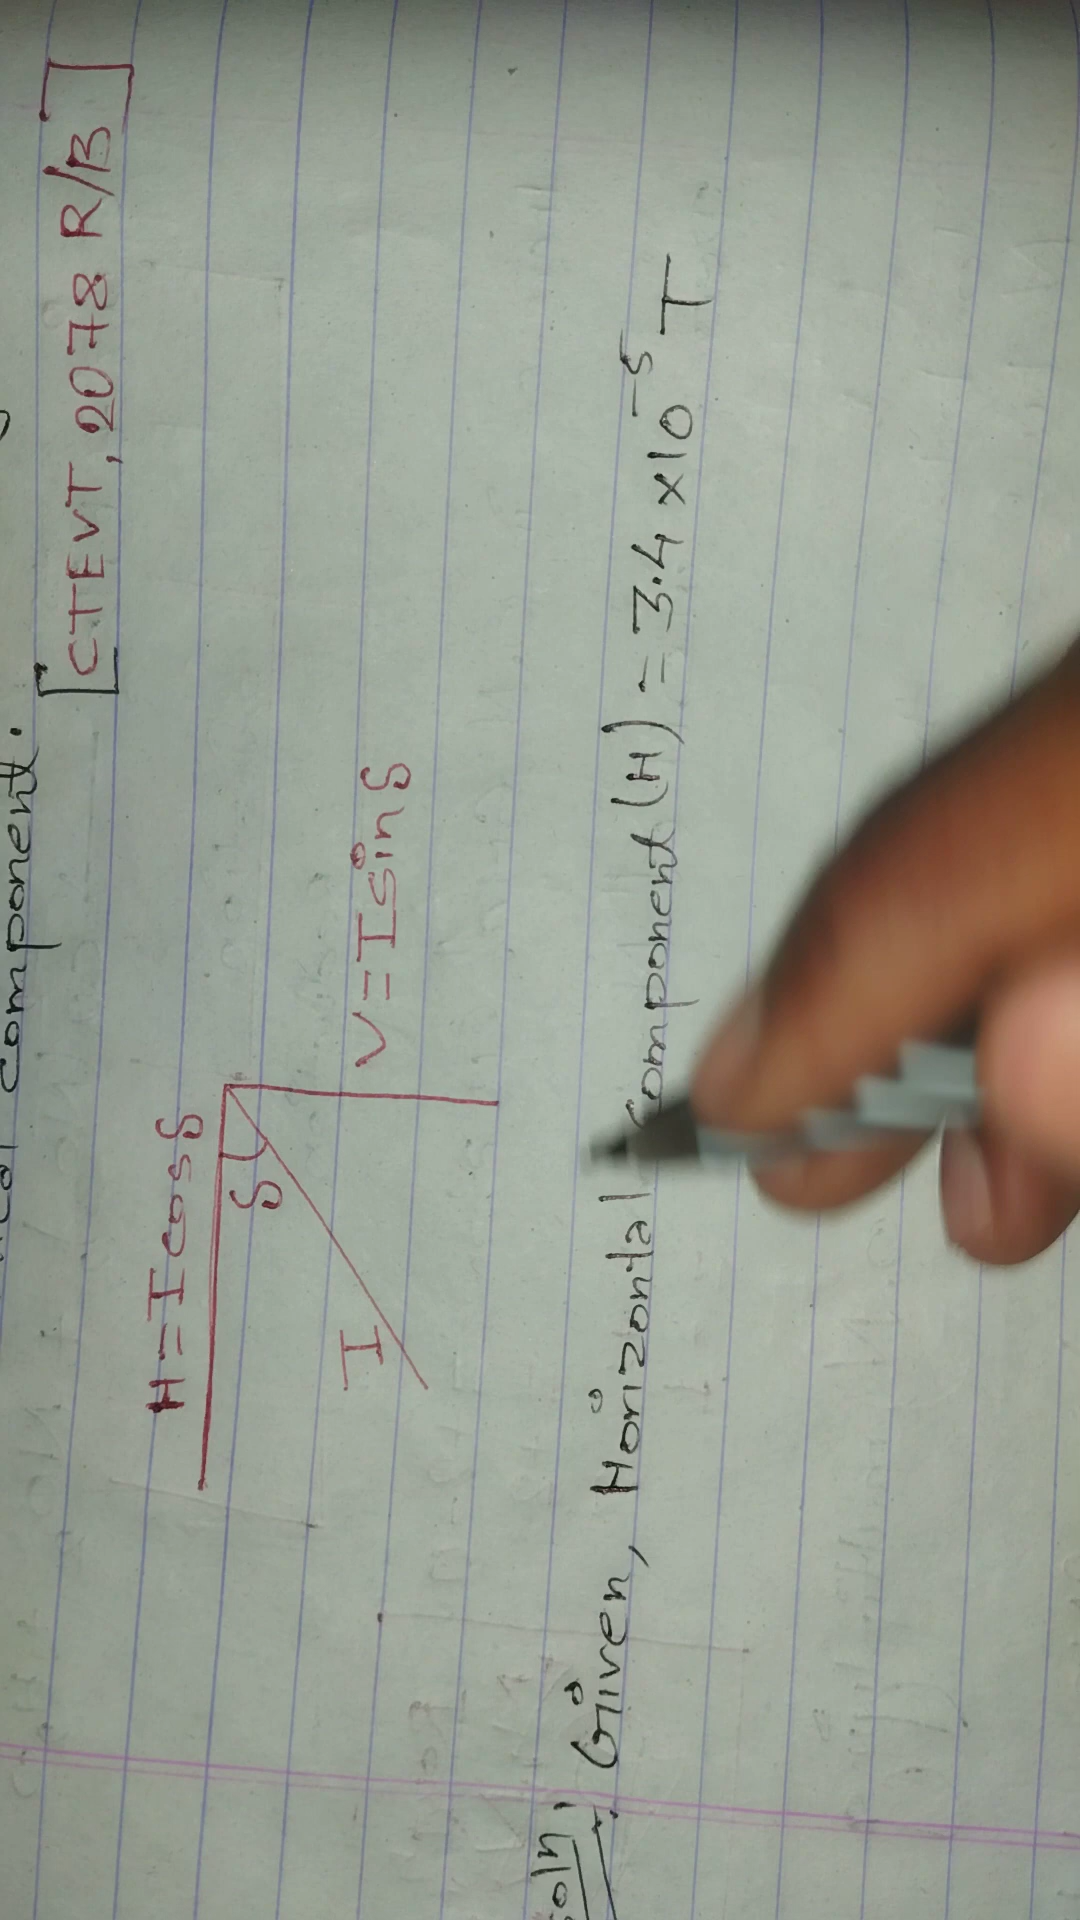 component.
[CTEVT, 2078 R/B]
H = I cos δ
δ
I
V = I sin δ
soln,
Given, Horizontal component (H) = 3.4 × 10⁻⁵ T